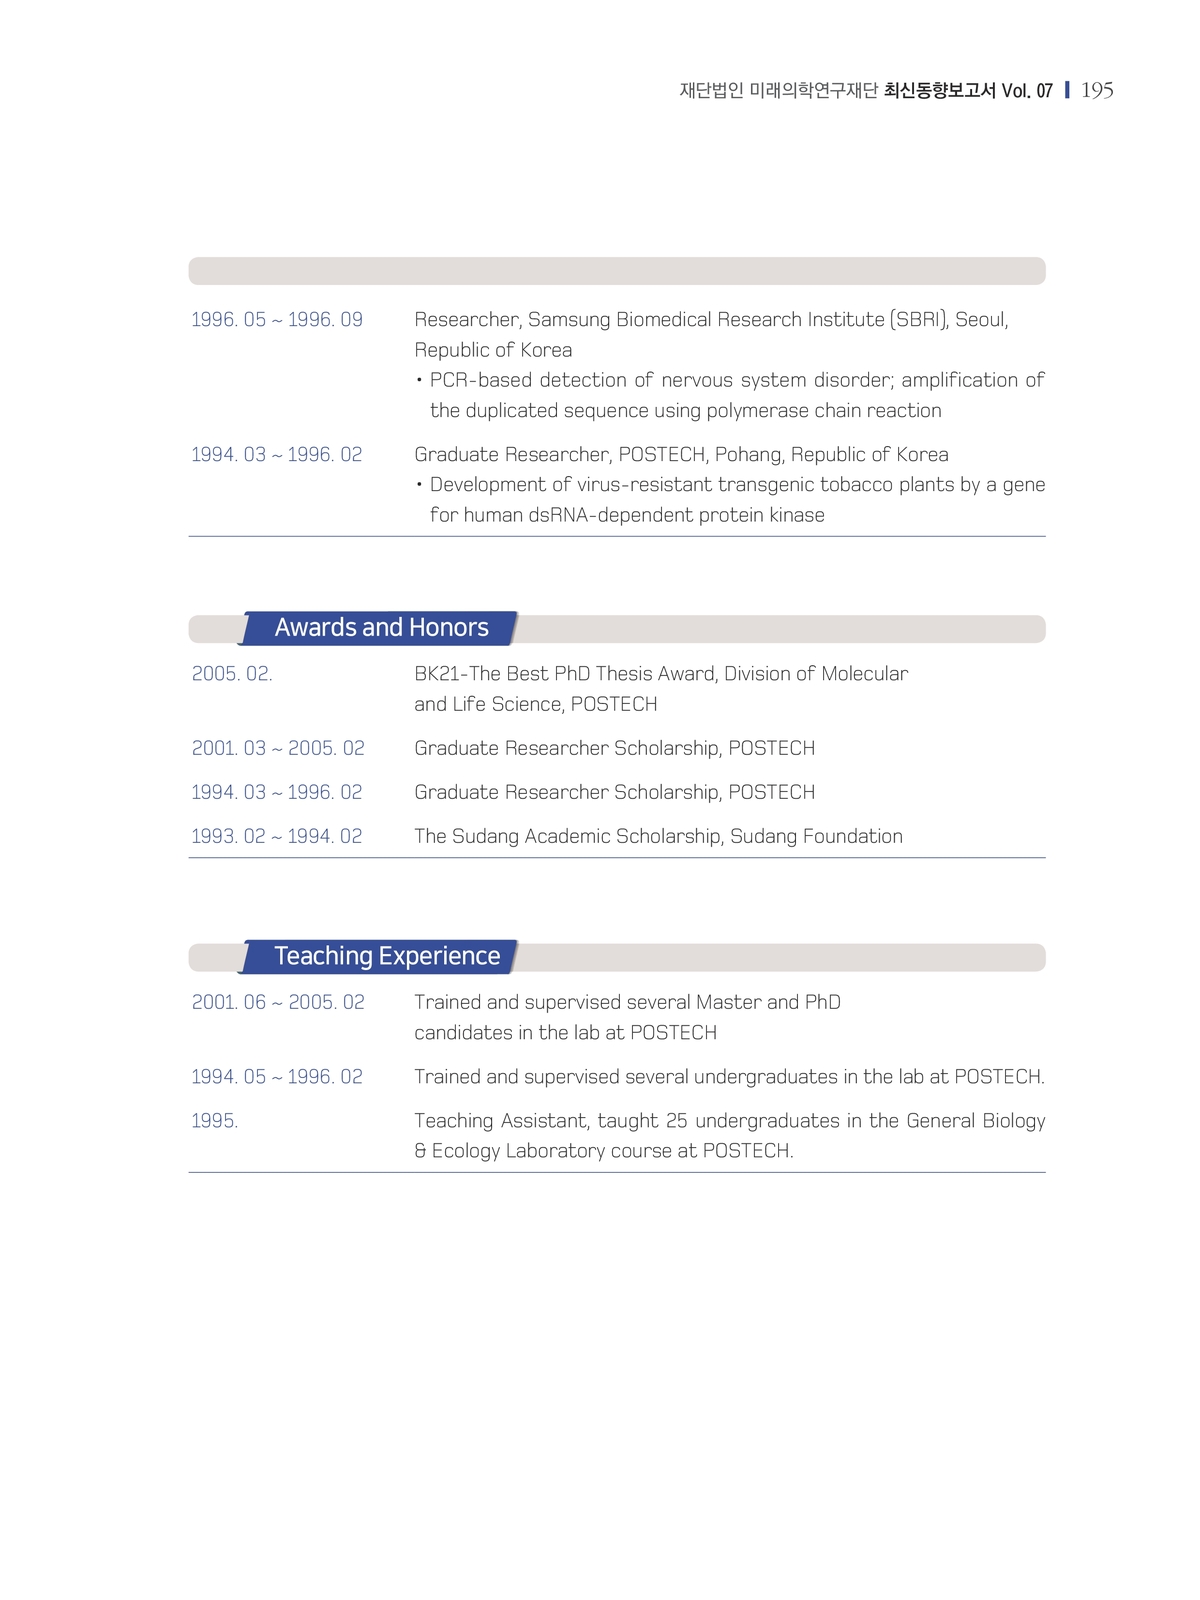 재단법인 미래의학연구재단 최신동향보고서 Vol. 07 195
1996. 05 ~ 1996. 09 Researcher, Samsung Biomedical Research Institute (SBRI), Seoul,
Republic of Korea
• PCR-based detection of nervous system disorder; amplification of
the duplicated sequence using polymerase chain reaction
1994. 03 ~ 1996. 02 Graduate Researcher, POSTECH, Pohang, Republic of Korea
• Development of virus-resistant transgenic tobacco plants by a gene
for human dsRNA-dependent protein kinase
Awards and Honors
2005. 02. BK21-The Best PhD Thesis Award, Division of Molecular
and Life Science, POSTECH
2001. 03 ~ 2005. 02 Graduate Researcher Scholarship, POSTECH
1994. 03 ~ 1996. 02 Graduate Researcher Scholarship, POSTECH
1993. 02 ~ 1994. 02 The Sudang Academic Scholarship, Sudang Foundation
Teaching Experience
2001. 06 ~ 2005. 02 Trained and supervised several Master and PhD
candidates in the lab at POSTECH
1994. 05 ~ 1996. 02 Trained and supervised several undergraduates in the lab at POSTECH.
1995. Teaching Assistant, taught 25 undergraduates in the General Biology
& Ecology Laboratory course at POSTECH.